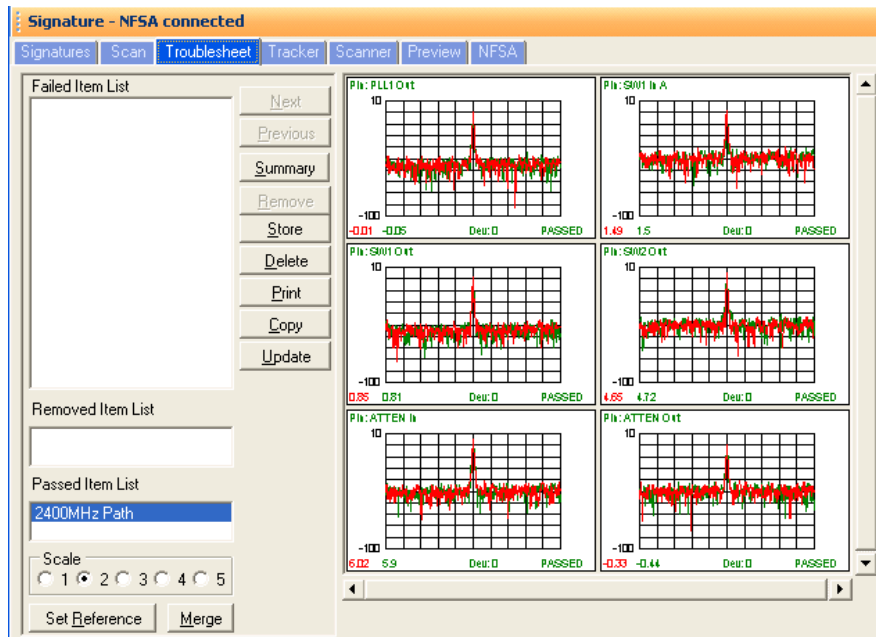 Signature - NFSA connected
Signatures Scan Troublesheet Tracker Scanner Preview NFSA
Failed Item List
Next
Previous
Summary
Remove
Store
Delete
Print
Copy
Update
Removed Item List
Passed Item List
2400MHz Path
Scale
1 2 3 4 5
Set Reference Merge
Pin: PLL1 Out
10
-100
-0.01 -0.05 Dev: 0 PASSED
Pin: SW1 In A
10
-100
1.49 1.5 Dev: 0 PASSED
Pin: SW1 Out
10
-100
0.85 0.81 Dev: 0 PASSED
Pin: SW2 Out
10
-100
4.65 4.72 Dev: 0 PASSED
Pin: ATTEN In
10
-100
6.02 5.9 Dev: 0 PASSED
Pin: ATTEN Out
10
-100
-0.33 -0.44 Dev: 0 PASSED